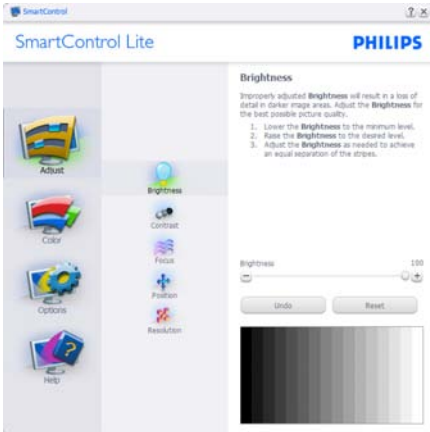 SmartControl
? X
SmartControl Lite
PHILIPS
Adjust
Color
Options
Help
Brightness
Contrast
Focus
Position
Resolution
Brightness
Improperly adjusted Brightness will result in a loss of
detail in darker image areas. Adjust the Brightness for
the best possible picture quality.
1. Lower the Brightness to the minimum level.
2. Raise the Brightness to the desired level.
3. Adjust the Brightness as needed to achieve
an equal separation of the stripes.
Brightness 100
Undo Reset